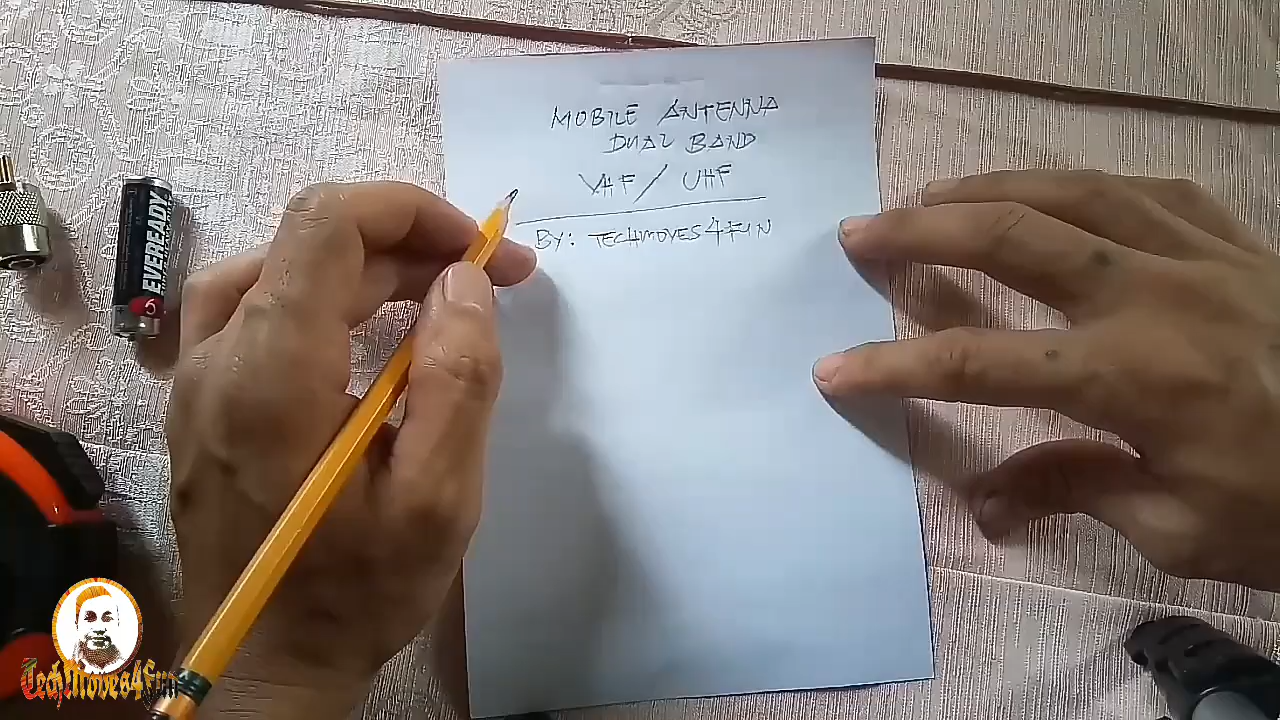 MOBILE ANTENNA
DUAL BAND
VHF / UHF
BY: TECHMOVES4FUN
EVEREADY
TechMoves4Fun